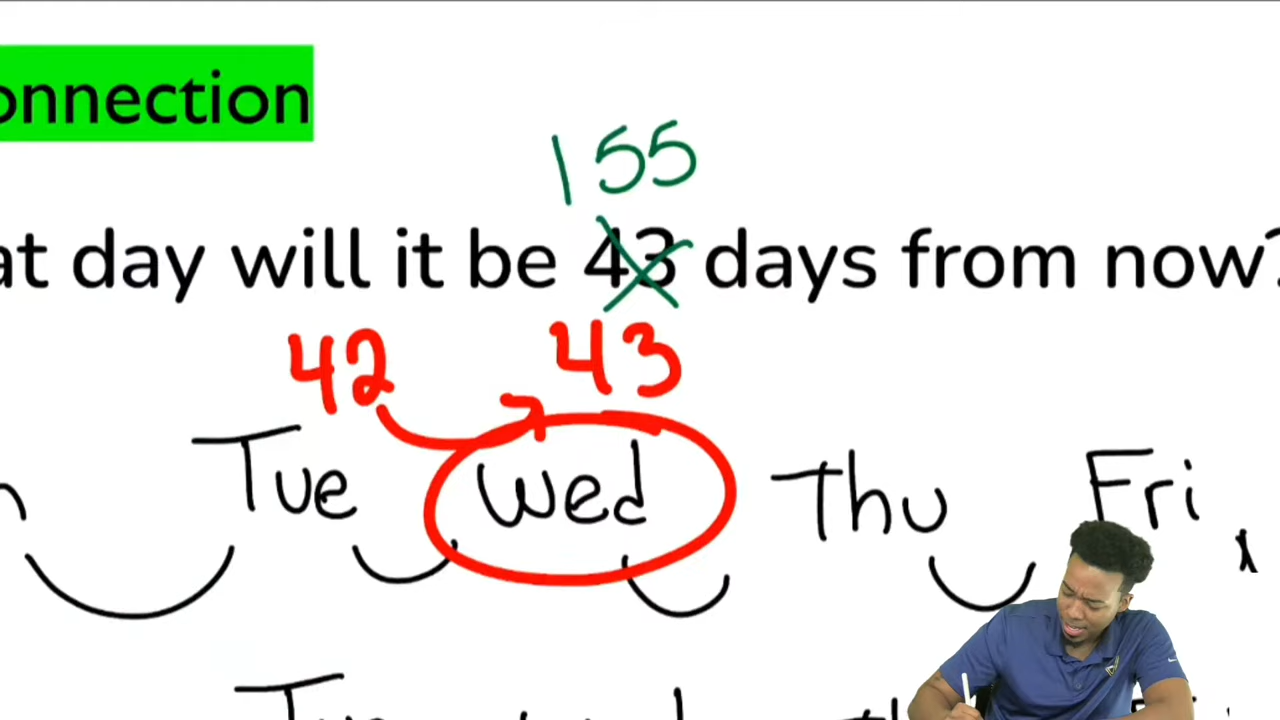 onnection
155
at day will it be 43 days from now?
42 43
Tue Wed Thu Fri